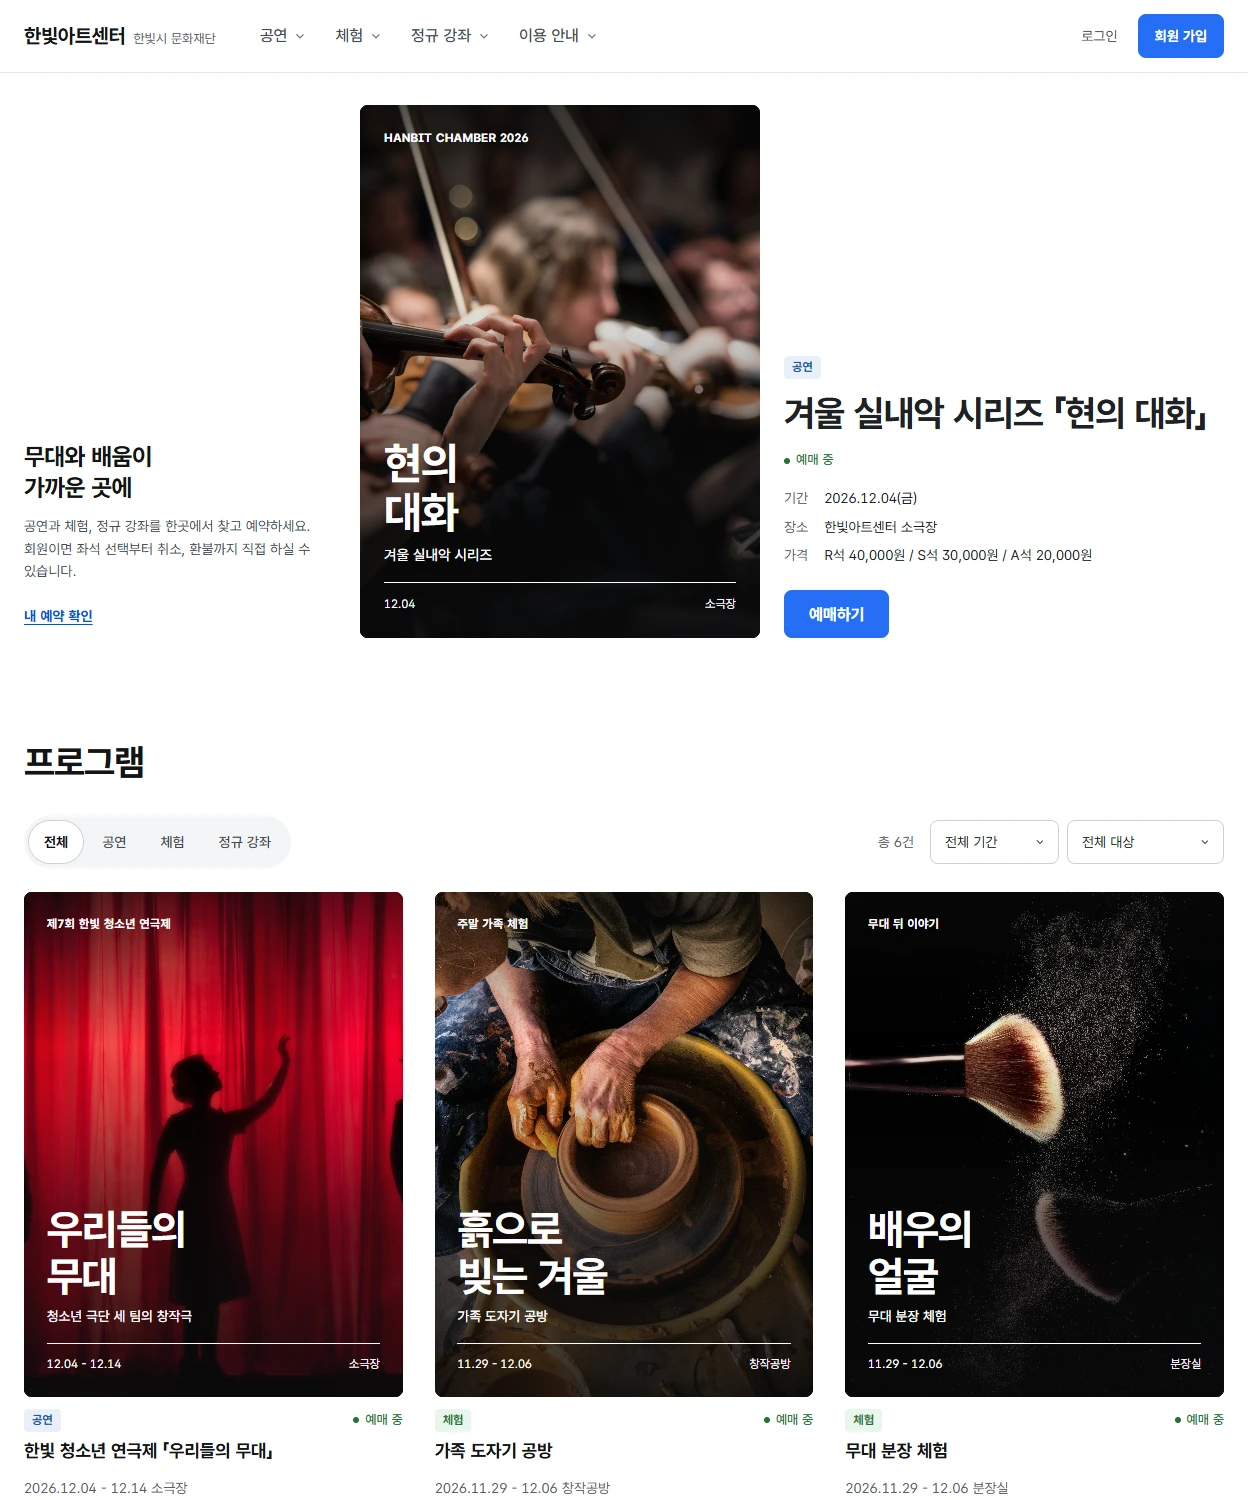 한빛아트센터 한빛시 문화재단 공연 체험 정규 강좌 이용 안내 로그인 회원 가입
무대와 배움이
가까운 곳에
공연과 체험, 정규 강좌를 한곳에서 찾고 예약하세요.
회원이면 좌석 선택부터 취소, 환불까지 직접 하실 수
있습니다.
내 예약 확인
HANBIT CHAMBER 2026
현의
대화
겨울 실내악 시리즈
12.04 소극장
공연
겨울 실내악 시리즈 「현의 대화」
예매 중
기간 2026.12.04(금)
장소 한빛아트센터 소극장
가격 R석 40,000원 / S석 30,000원 / A석 20,000원
예매하기
프로그램
전체 공연 체험 정규 강좌 총 6건 전체 기간 전체 대상
제7회 한빛 청소년 연극제
우리들의
무대
청소년 극단 세 팀의 창작극
12.04 - 12.14 소극장
공연 예매 중
한빛 청소년 연극제 「우리들의 무대」
2026.12.04 - 12.14 소극장
주말 가족 체험
흙으로
빚는 겨울
가족 도자기 공방
11.29 - 12.06 창작공방
체험 예매 중
가족 도자기 공방
2026.11.29 - 12.06 창작공방
무대 뒤 이야기
배우의
얼굴
무대 분장 체험
11.29 - 12.06 분장실
체험 예매 중
무대 분장 체험
2026.11.29 - 12.06 분장실